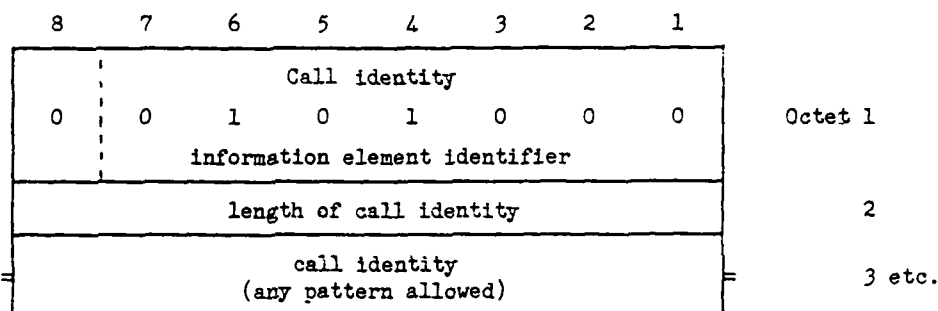 8 7 6 5 4 3 2 1
Call identity
0 0 1 0 1 0 0 0 Octet 1
information element identifier
length of call identity 2
call identity
(any pattern allowed) 3 etc.